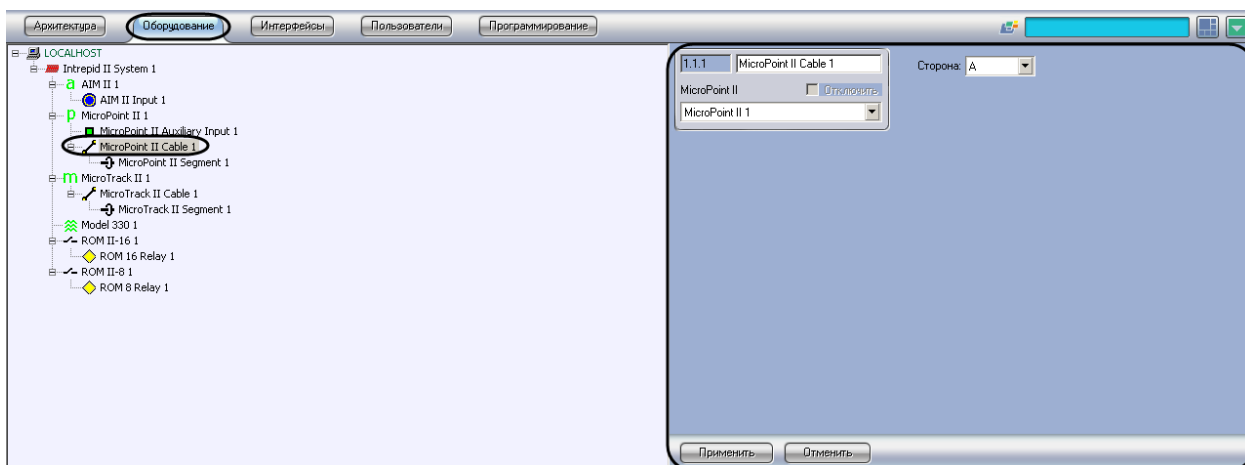 Архитектура Оборудование Интерфейсы Пользователи Программирование
LOCALHOST
Intrepid II System 1
AIM II 1
AIM II Input 1
MicroPoint II 1
MicroPoint II Auxiliary Input 1
MicroPoint II Cable 1
MicroPoint II Segment 1
MicroTrack II 1
MicroTrack II Cable 1
MicroTrack II Segment 1
Model 330 1
ROM II-16 1
ROM 16 Relay 1
ROM II-8 1
ROM 8 Relay 1
1.1.1 MicroPoint II Cable 1 Сторона: A
MicroPoint II Отключить
MicroPoint II 1
Применить Отменить